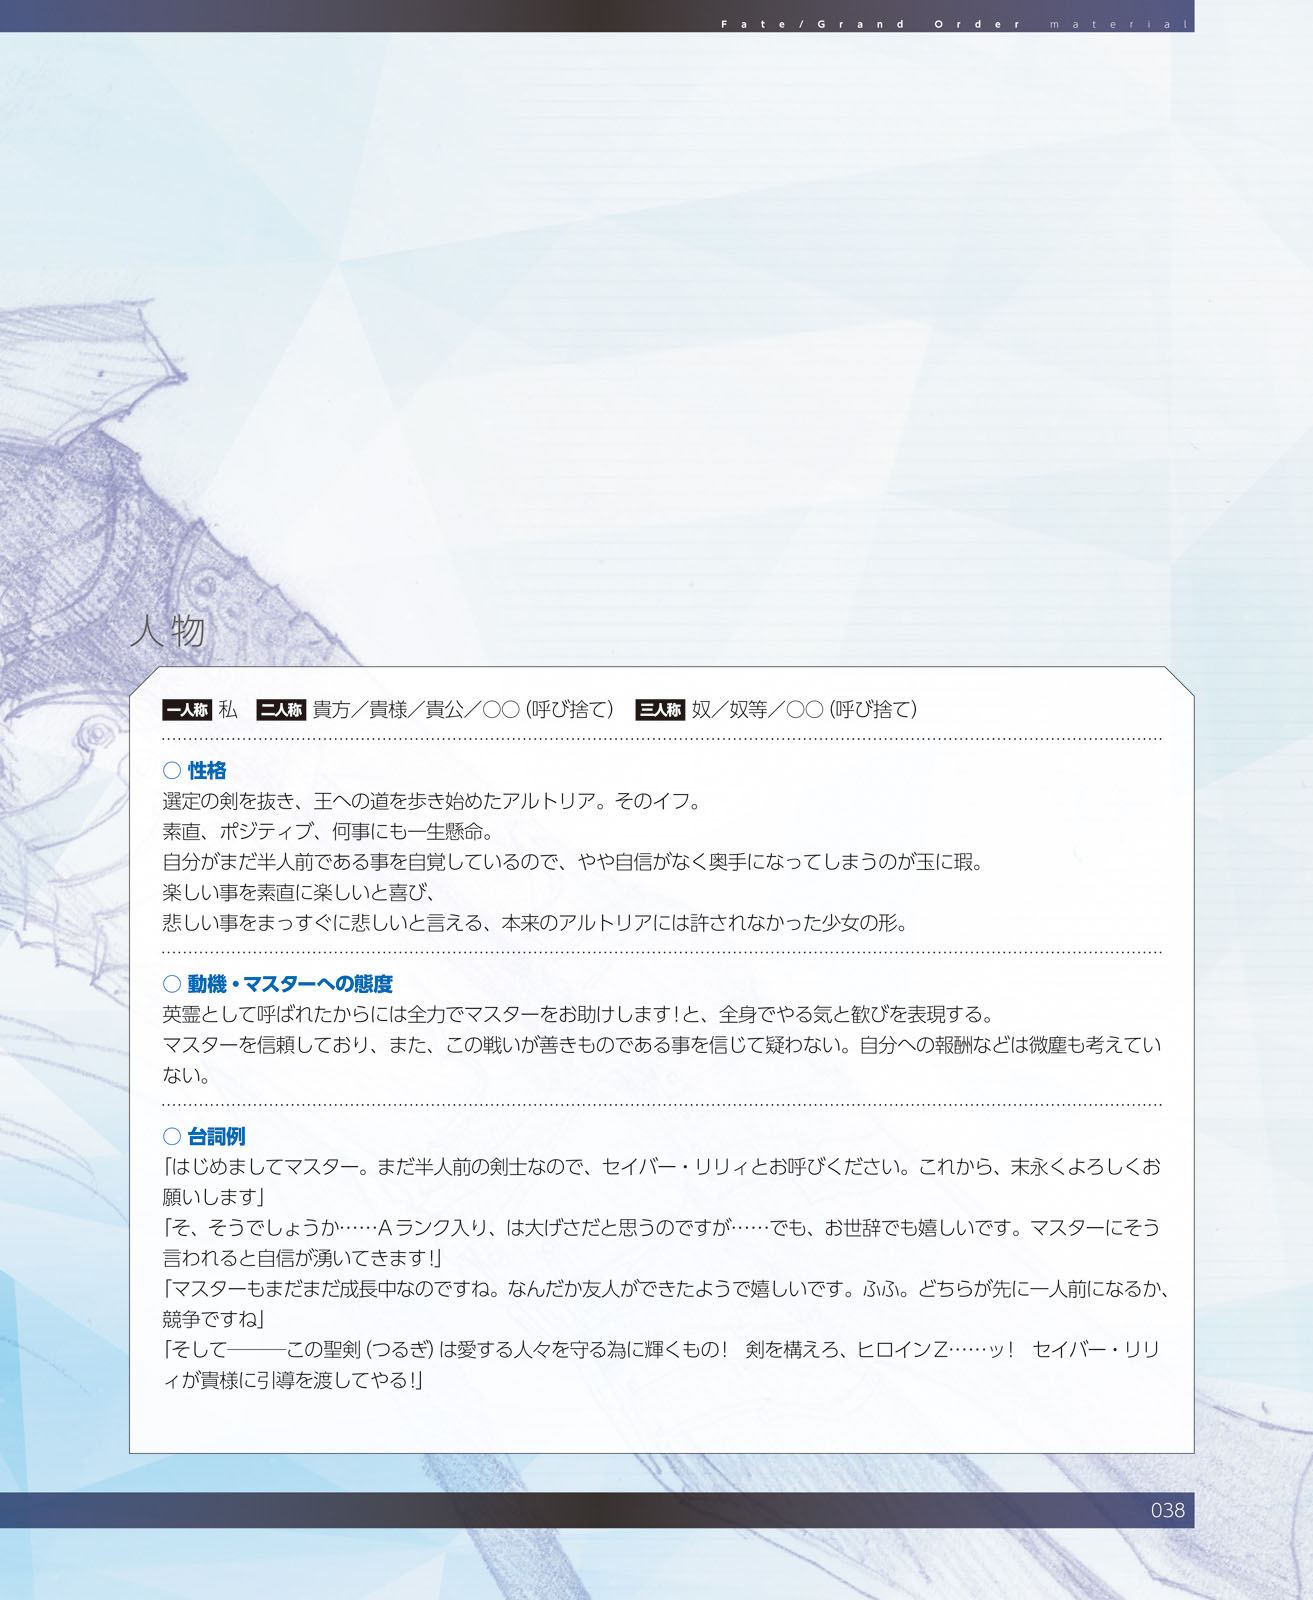 Fate/Grand Order material
人物
一人称 私 二人称 貴方／貴様／貴公／○○（呼び捨て） 三人称 奴／奴等／○○（呼び捨て）
○ 性格
選定の剣を抜き、王への道を歩き始めたアルトリア。そのイフ。
素直、ポジティブ、何事にも一生懸命。
自分がまだ半人前である事を自覚しているので、やや自信がなく奥手になってしまうのが玉に瑕。
楽しい事を素直に楽しいと喜び、
悲しい事をまっすぐに悲しいと言える、本来のアルトリアには許されなかった少女の形。
○ 動機・マスターへの態度
英霊として呼ばれたからには全力でマスターをお助けします！と、全身でやる気と歓びを表現する。
マスターを信頼しており、また、この戦いが善きものである事を信じて疑わない。自分への報酬などは微塵も考えてい
ない。
○ 台詞例
「はじめましてマスター。まだ半人前の剣士なので、セイバー・リリィとお呼びください。これから、末永くよろしくお
願いします」
「そ、そうでしょうか……Ａランク入り、は大げさだと思うのですが……でも、お世辞でも嬉しいです。マスターにそう
言われると自信が湧いてきます！」
「マスターもまだまだ成長中なのですね。なんだか友人ができたようで嬉しいです。ふふ。どちらが先に一人前になるか、
競争ですね」
「そして―――この聖剣（つるぎ）は愛する人々を守る為に輝くもの！　剣を構えろ、ヒロインＺ……ッ！　セイバー・リリ
ィが貴様に引導を渡してやる！」
038